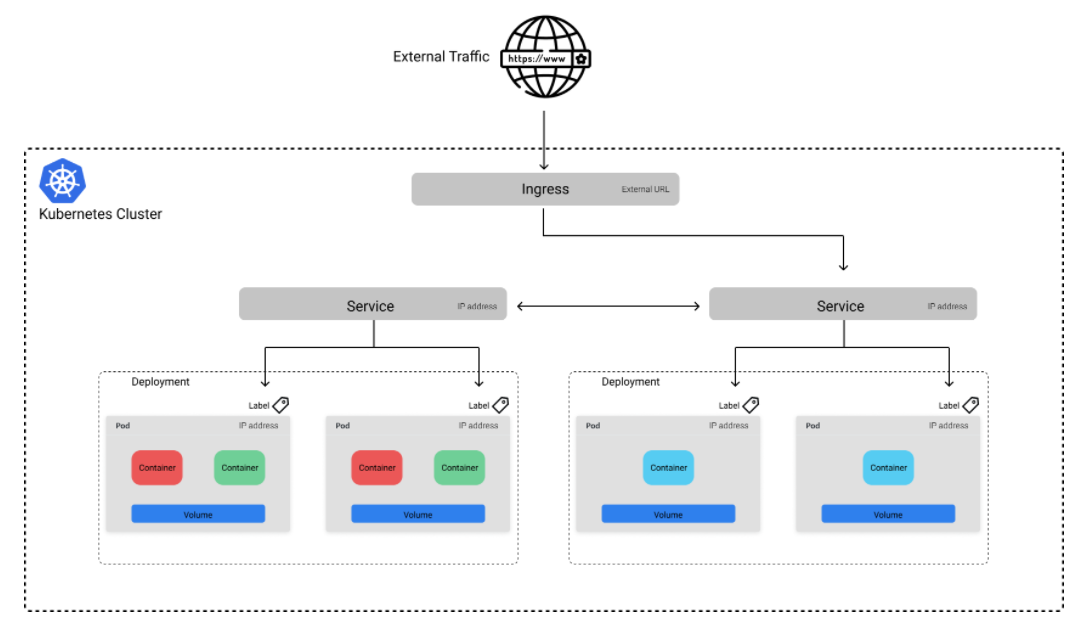 External Traffic
https://www
Kubernetes Cluster
Ingress
External URL
Service
IP address
Service
IP address
Deployment
Deployment
Label
Label
Label
Label
Pod
IP address
Pod
IP address
Pod
IP address
Pod
IP address
Container
Container
Container
Container
Container
Container
Volume
Volume
Volume
Volume